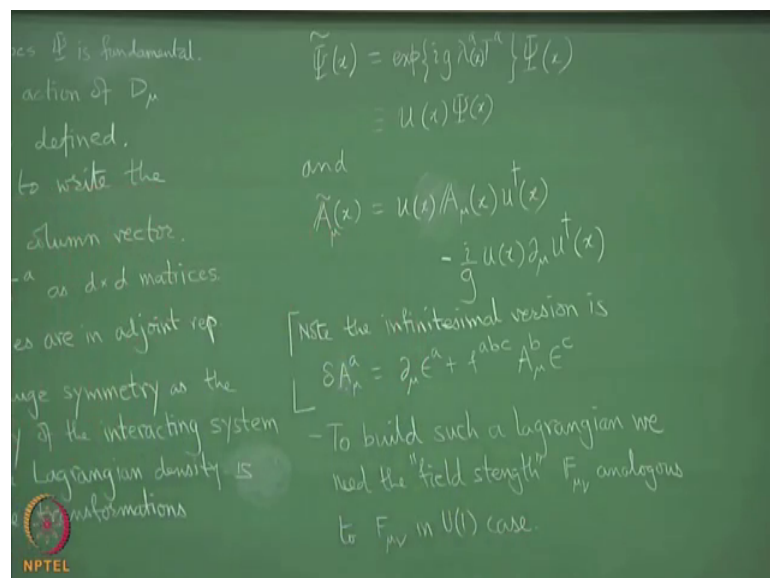 es Ψ is fundamental.
action of D_μ
defined.
to write the
column vector.
as d×d matrices.
es are in adjoint rep
uge symmetry as the
y of the interacting system
Lagrangian density is
transformations
Ψ̃(x) = exp{ig λ^a(x) T^a} Ψ(x)
≡ U(x) Ψ(x)
and
Ã_μ(x) = U(x) A_μ(x) U†(x)
- i/g U(x) ∂_μ U†(x)
[Note the infinitesimal version is
δA^a_μ = ∂_μ ε^a + f^abc A^b_μ ε^c
- To build such a lagrangian we
need the "field stength" F_μν analogous
to F_μν in U(1) case.
NPTEL